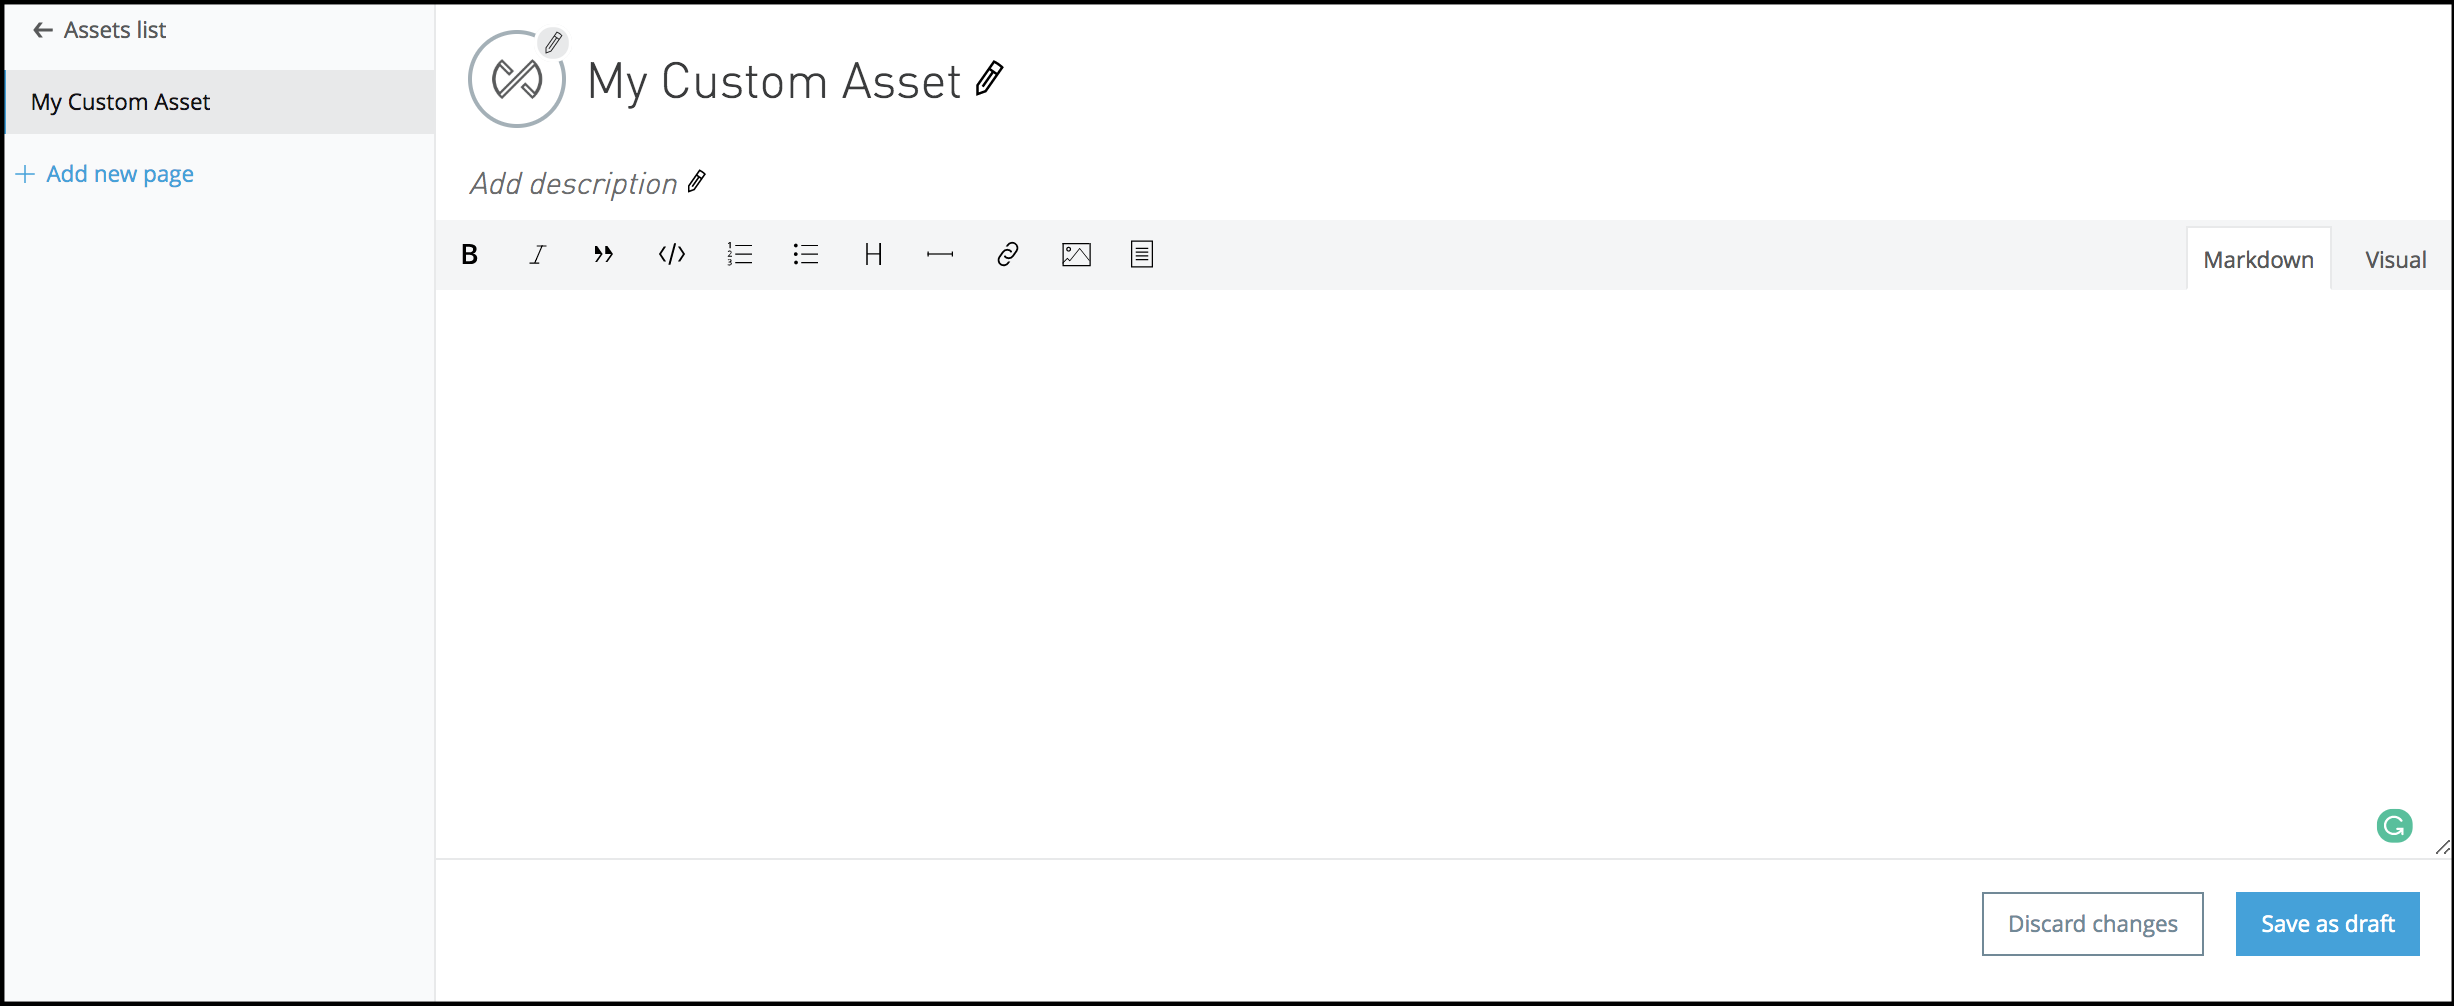 Assets list
My Custom Asset
Add new page
My Custom Asset
Add description
B I H
Markdown
Visual
Discard changes
Save as draft